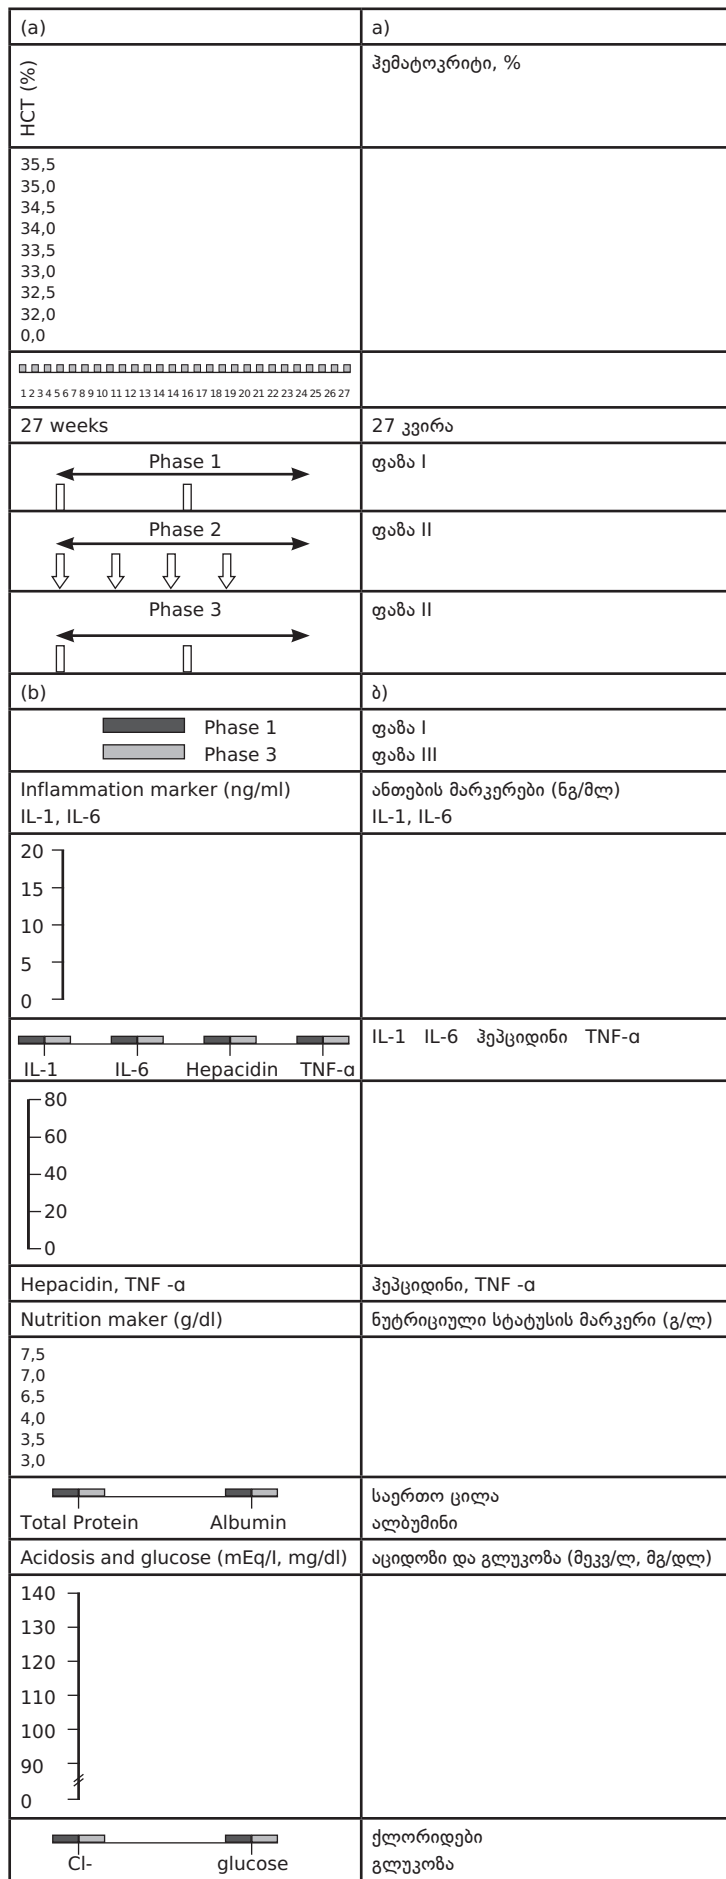 (a) a)
HCT (%) ჰემატოკრიტი, %
35,5
35,0
34,5
34,0
33,5
33,0
32,5
32,0
0,0
1 2 3 4 5 6 7 8 9 10 11 12 13 14 14 16 17 18 19 20 21 22 23 24 25 26 27
27 weeks 27 კვირა
Phase 1 ფაზა I
Phase 2 ფაზა II
Phase 3 ფაზა II
(b) ბ)
Phase 1 ფაზა I
Phase 3 ფაზა III
Inflammation marker (ng/ml) ანთების მარკერები (ნგ/მლ)
IL-1, IL-6 IL-1, IL-6
20
15
10
5
0
IL-1 IL-6 Hepacidin TNF-α IL-1 IL-6 ჰეპციდინი TNF-α
80
60
40
20
0
Hepacidin, TNF -α ჰეპციდინი, TNF -α
Nutrition maker (g/dl) ნუტრიციული სტატუსის მარკერი (გ/ლ)
7,5
7,0
6,5
4,0
3,5
3,0
Total Protein Albumin საერთო ცილა
ალბუმინი
Acidosis and glucose (mEq/l, mg/dl) აციდოზი და გლუკოზა (მეკვ/ლ, მგ/დლ)
140
130
120
110
100
90
0
Cl- glucose ქლორიდები
გლუკოზა